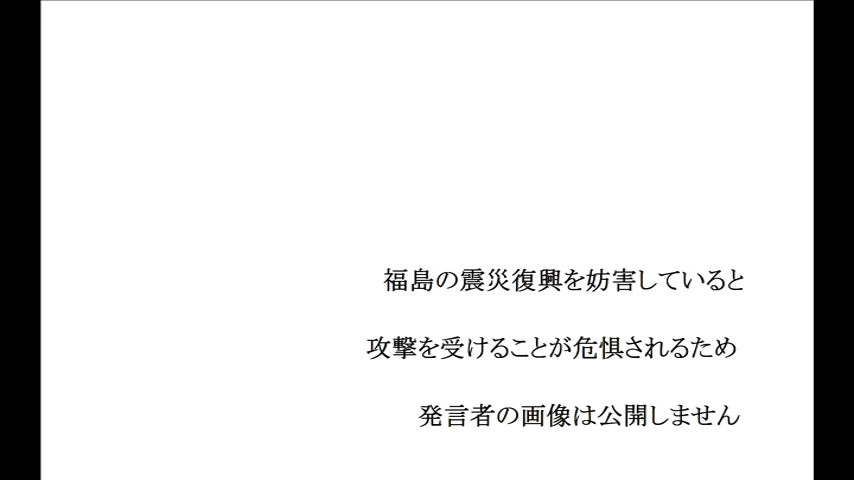 福島の震災復興を妨害していると
攻撃を受けることが危惧されるため
発言者の画像は公開しません